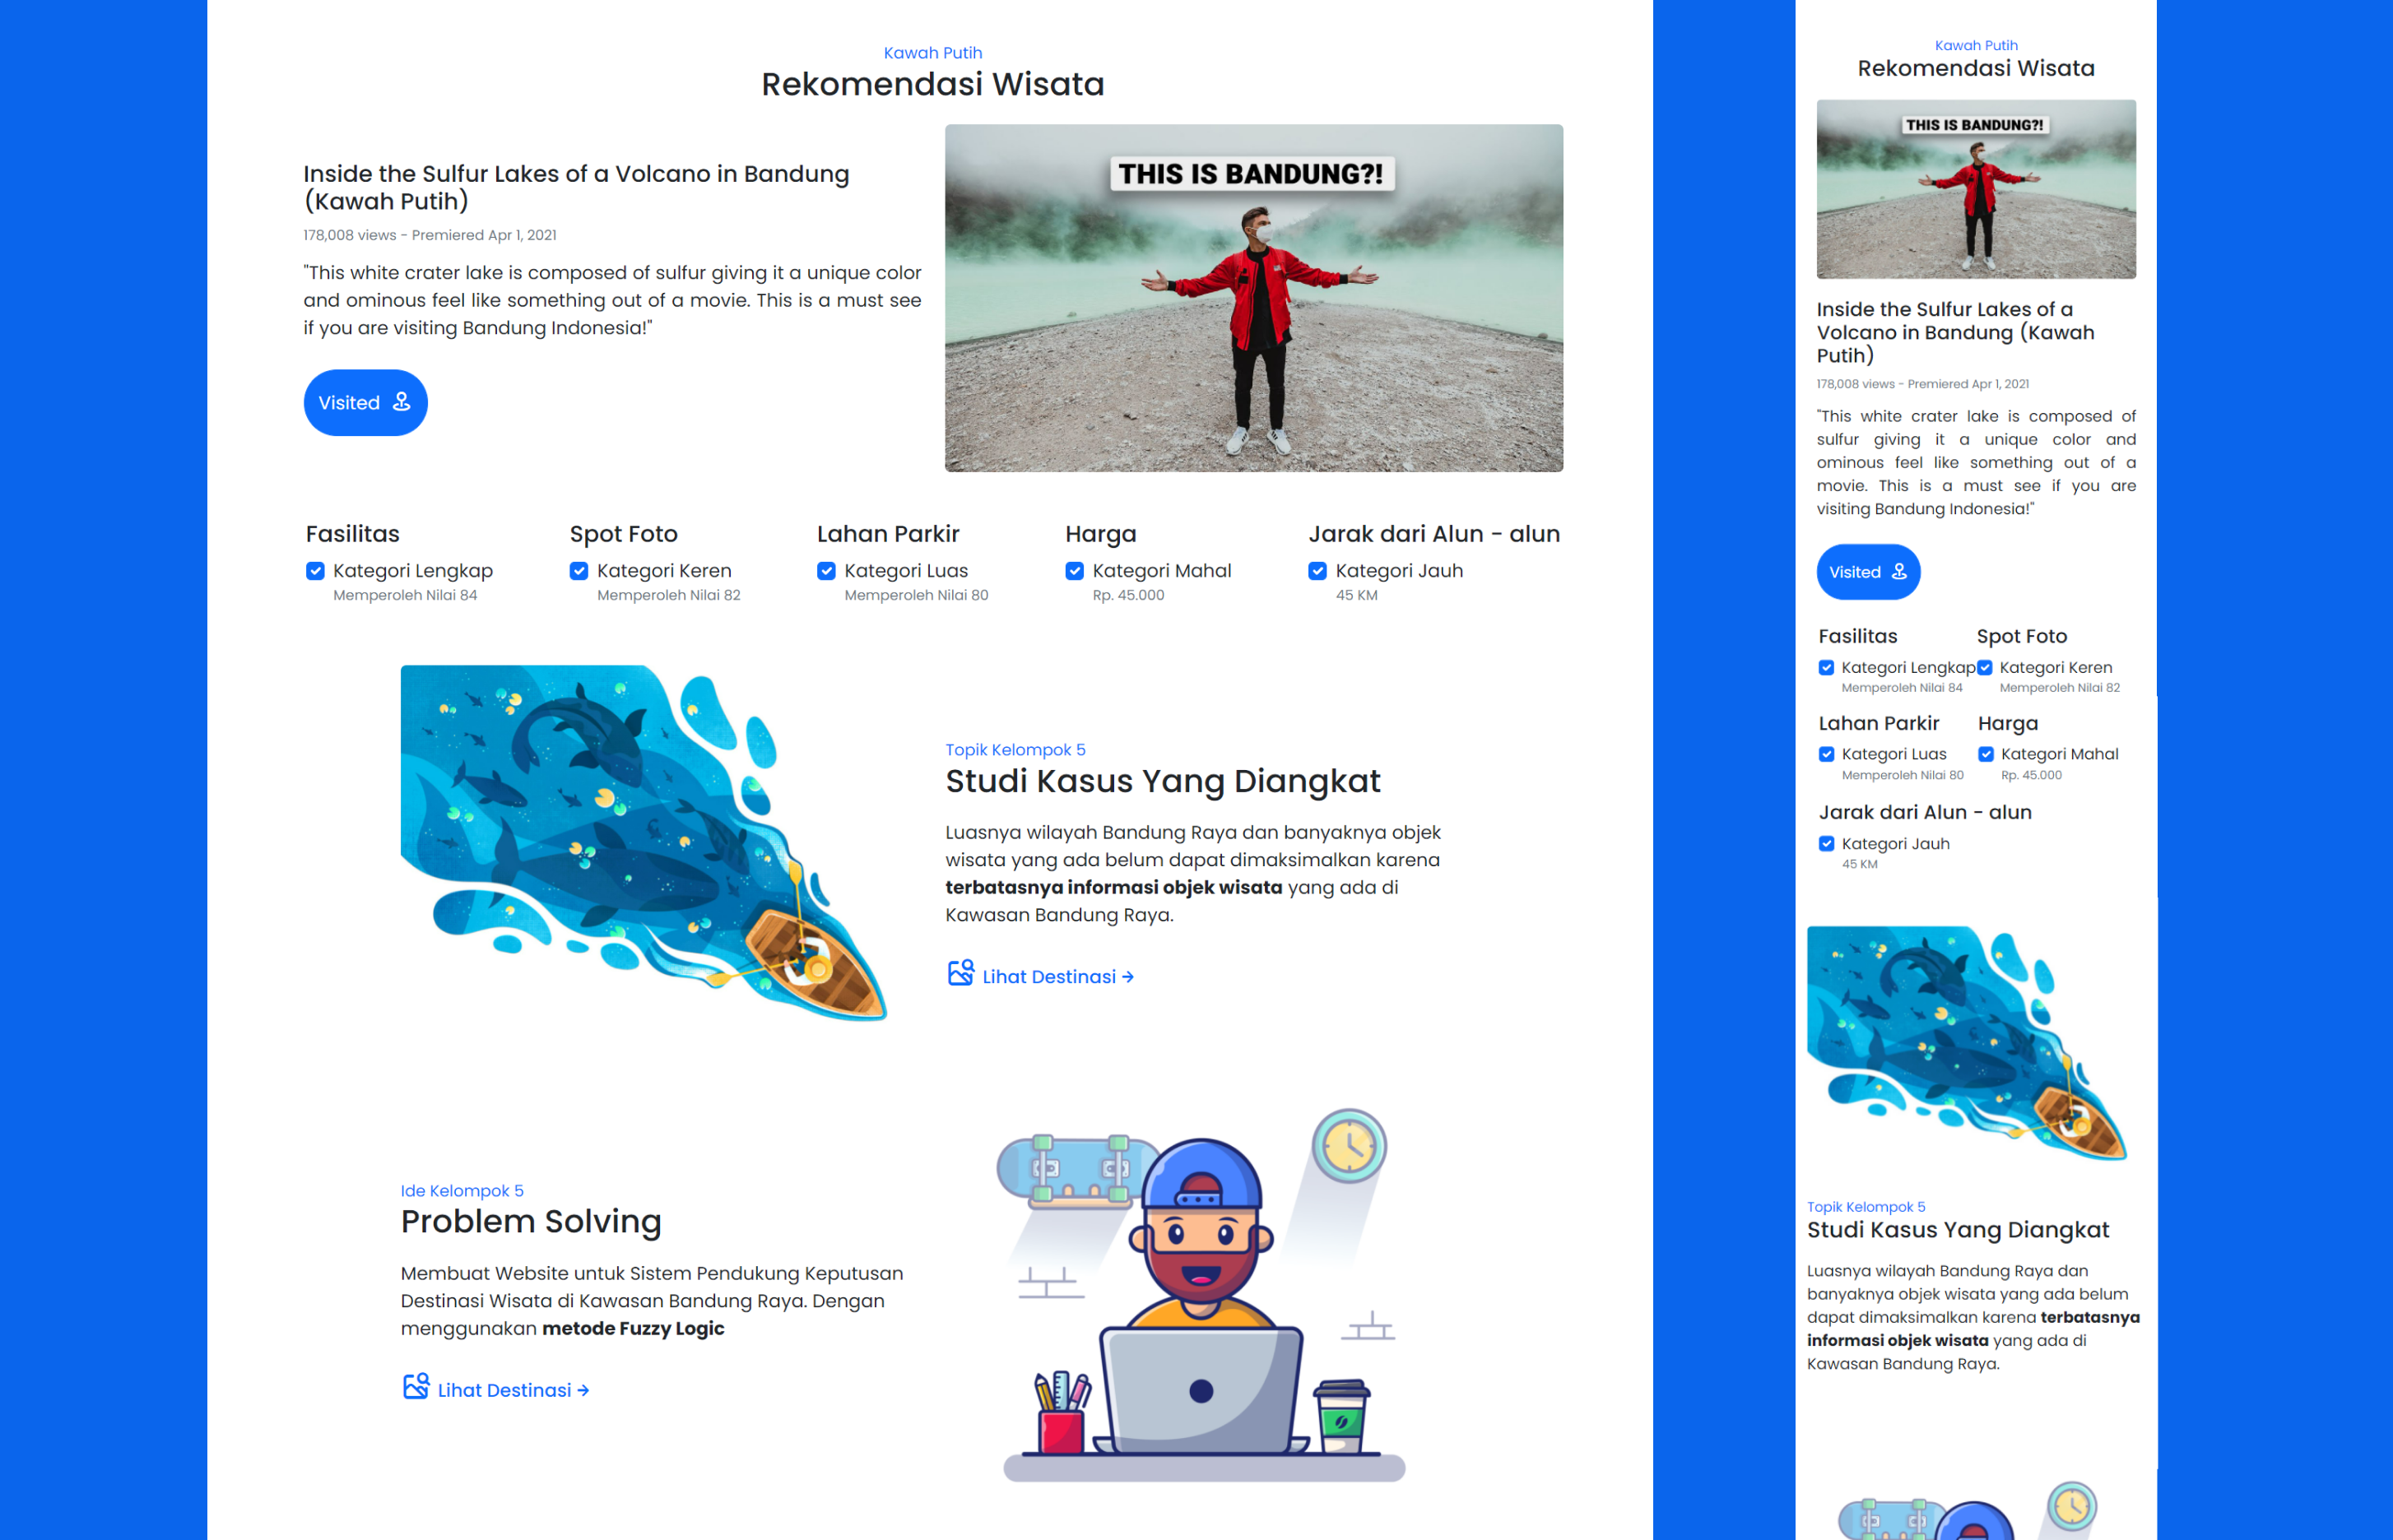 Kawah Putih
Rekomendasi Wisata
Inside the Sulfur Lakes of a Volcano in Bandung
(Kawah Putih)
178,008 views - Premiered Apr 1, 2021
"This white crater lake is composed of sulfur giving it a unique color
and ominous feel like something out of a movie. This is a must see
if you are visiting Bandung Indonesia!"
Visited
THIS IS BANDUNG?!
Fasilitas
Kategori Lengkap
Memperoleh Nilai 84
Spot Foto
Kategori Keren
Memperoleh Nilai 82
Lahan Parkir
Kategori Luas
Memperoleh Nilai 80
Harga
Kategori Mahal
Rp. 45.000
Jarak dari Alun - alun
Kategori Jauh
45 KM
Topik Kelompok 5
Studi Kasus Yang Diangkat
Luasnya wilayah Bandung Raya dan banyaknya objek
wisata yang ada belum dapat dimaksimalkan karena
terbatasnya informasi objek wisata yang ada di
Kawasan Bandung Raya.
Lihat Destinasi →
Ide Kelompok 5
Problem Solving
Membuat Website untuk Sistem Pendukung Keputusan
Destinasi Wisata di Kawasan Bandung Raya. Dengan
menggunakan metode Fuzzy Logic
Lihat Destinasi →
Kawah Putih
Rekomendasi Wisata
THIS IS BANDUNG?!
Inside the Sulfur Lakes of a
Volcano in Bandung (Kawah
Putih)
178,008 views - Premiered Apr 1, 2021
"This white crater lake is composed of
sulfur giving it a unique color and
ominous feel like something out of a
movie. This is a must see if you are
visiting Bandung Indonesia!"
Visited
Fasilitas
Kategori Lengkap
Memperoleh Nilai 84
Spot Foto
Kategori Keren
Memperoleh Nilai 82
Lahan Parkir
Kategori Luas
Memperoleh Nilai 80
Harga
Kategori Mahal
Rp. 45.000
Jarak dari Alun - alun
Kategori Jauh
45 KM
Topik Kelompok 5
Studi Kasus Yang Diangkat
Luasnya wilayah Bandung Raya dan
banyaknya objek wisata yang ada belum
dapat dimaksimalkan karena terbatasnya
informasi objek wisata yang ada di
Kawasan Bandung Raya.